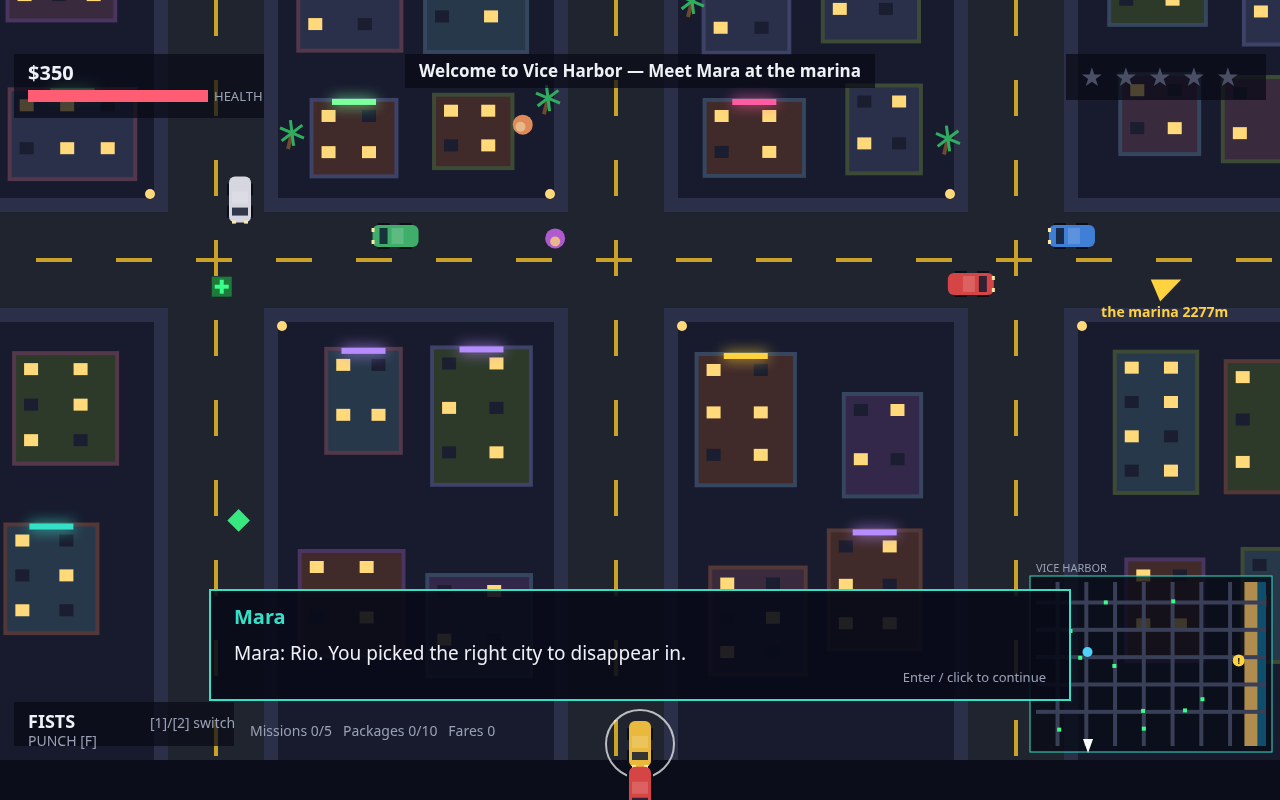 $350
HEALTH
Welcome to Vice Harbor — Meet Mara at the marina
the marina 2277m
VICE HARBOR
!
Mara
Mara: Rio. You picked the right city to disappear in.
Enter / click to continue
FISTS
[1]/[2] switch
PUNCH [F]
Missions 0/5 Packages 0/10 Fares 0